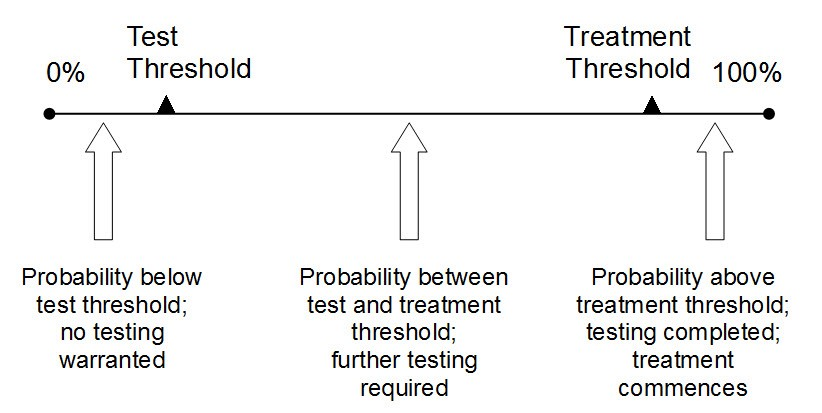 0%
Test
Threshold
Treatment
Threshold
100%
Probability below
test threshold;
no testing
warranted
Probability between
test and treatment
threshold;
further testing
required
Probability above
treatment threshold;
testing completed;
treatment
commences